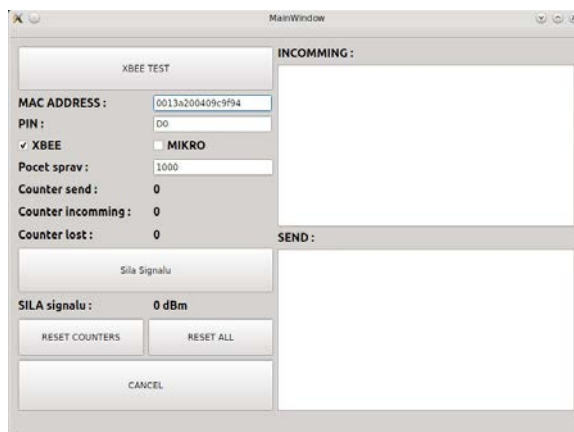 MainWindow
XBEE TEST
MAC ADDRESS : 0013a200409c9f94
PIN : D0
XBEE MIKRO
Pocet sprav : 1000
Counter send : 0
Counter incomming : 0
Counter lost : 0
Sila Signalu
SILA signalu : 0 dBm
RESET COUNTERS RESET ALL
CANCEL
INCOMMING :
SEND :